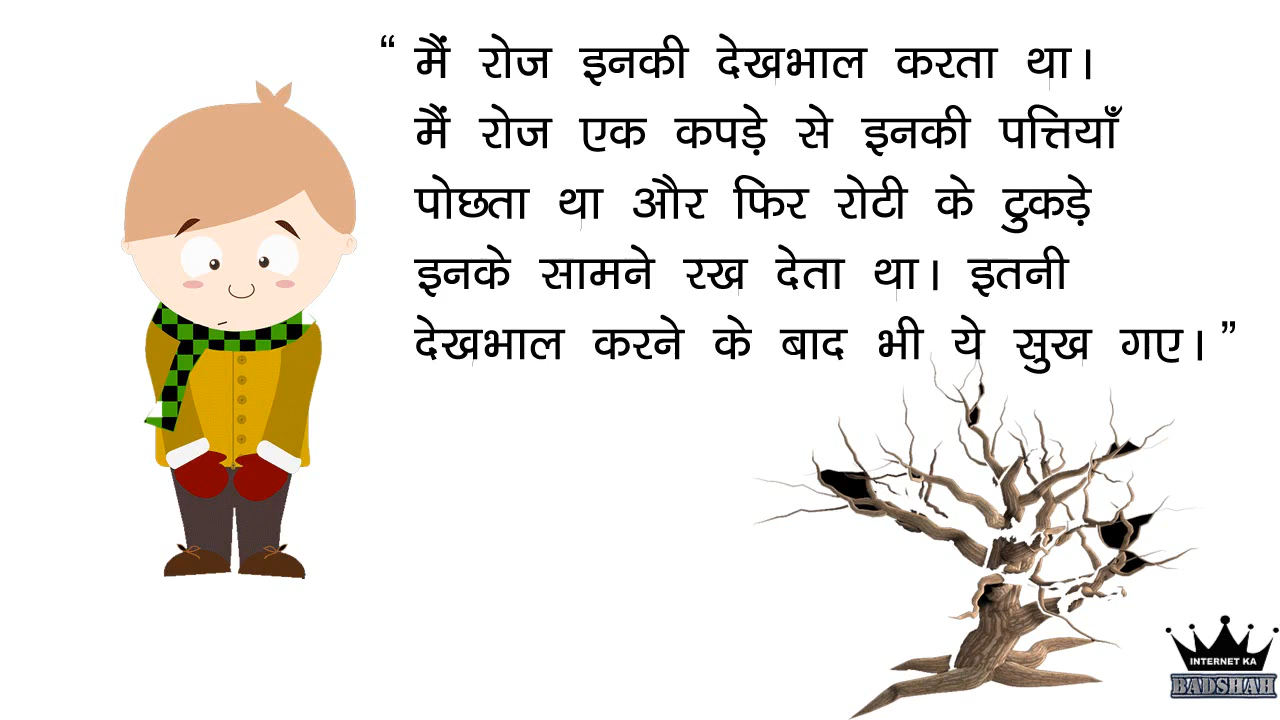 “ मैं रोज इनकी देखभाल करता था।
मैं रोज एक कपड़े से इनकी पत्तियाँ
पोछता था और फिर रोटी के टुकड़े
इनके सामने रख देता था। इतनी
देखभाल करने के बाद भी ये सुख गए। ”
INTERNET KA
BADSHAH